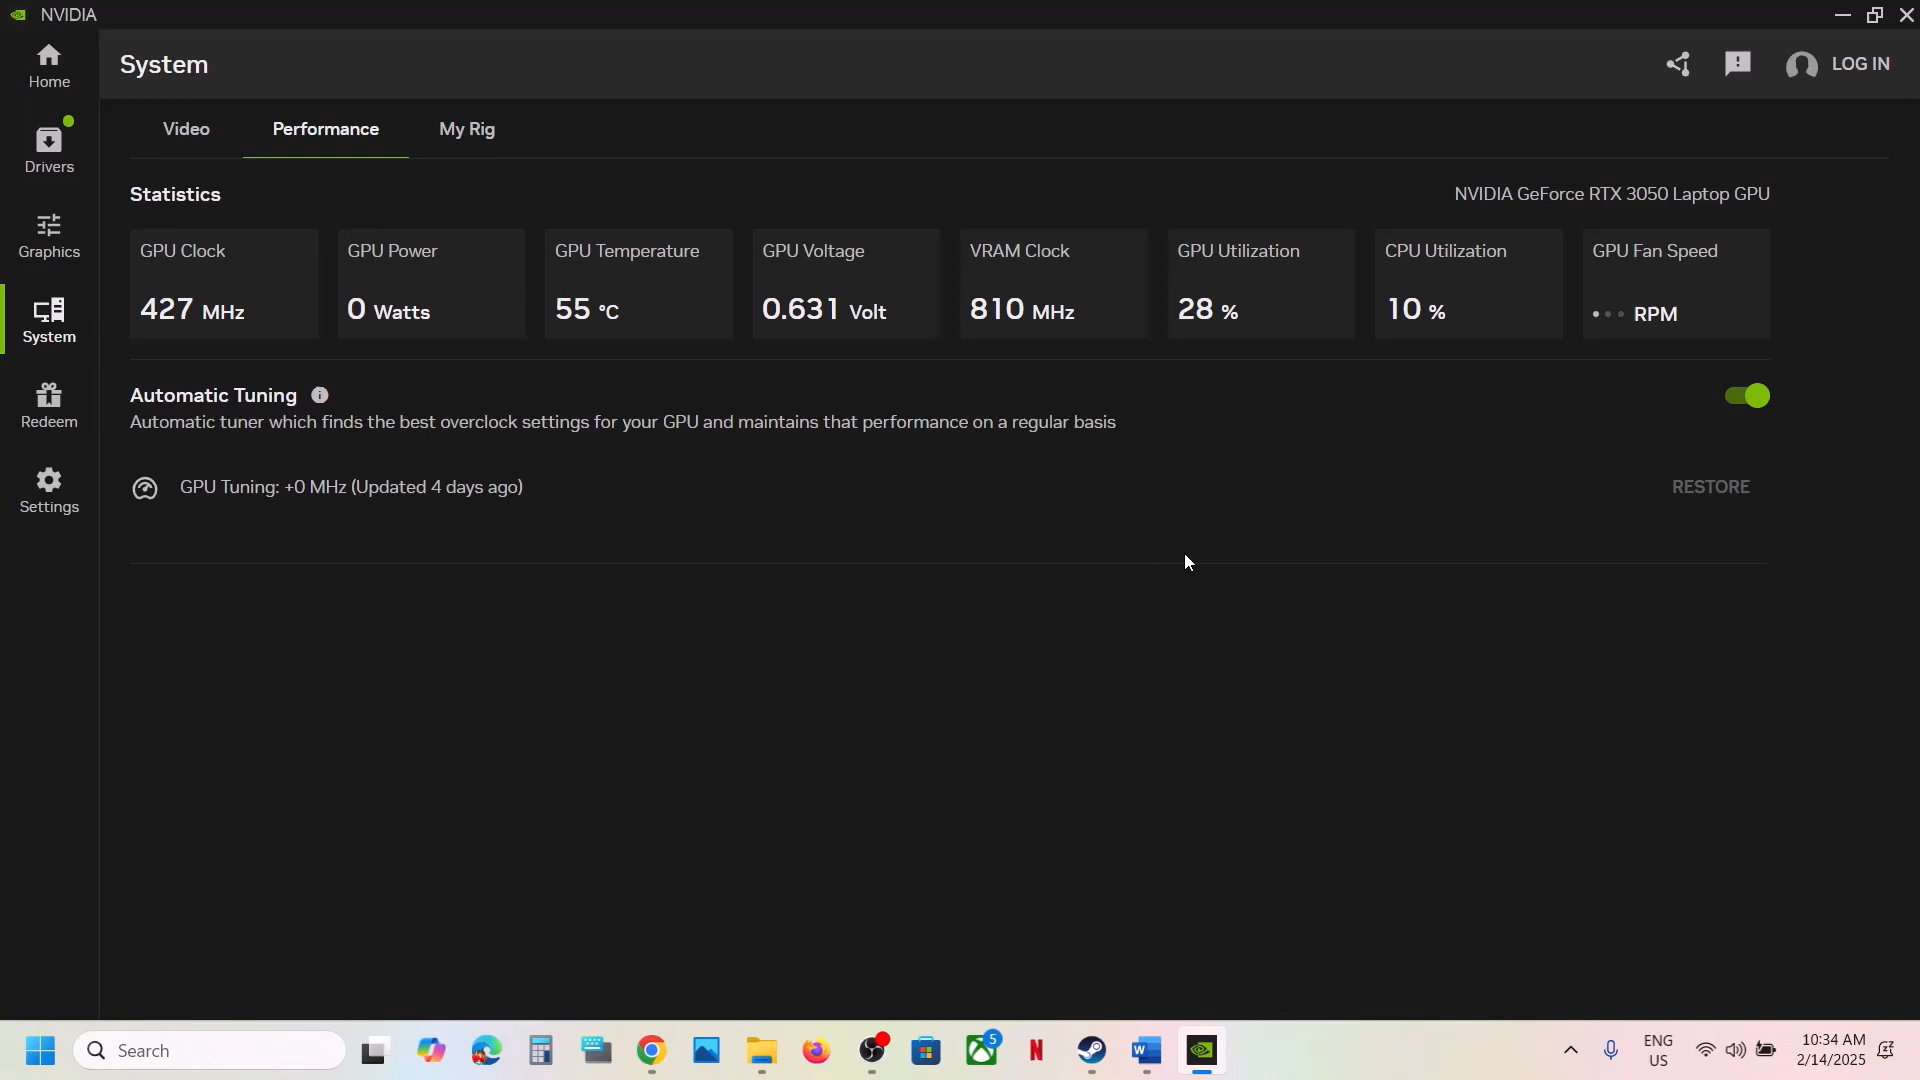 NVIDIA
Home
System
LOG IN
Video
Performance
My Rig
Drivers
Statistics
NVIDIA GeForce RTX 3050 Laptop GPU
Graphics
GPU Clock
GPU Power
GPU Temperature
GPU Voltage
VRAM Clock
GPU Utilization
CPU Utilization
GPU Fan Speed
427 MHz
0 Watts
55 °C
0.631 Volt
810 MHz
28 %
10 %
RPM
System
Automatic Tuning
Automatic tuner which finds the best overclock settings for your GPU and maintains that performance on a regular basis
Redeem
GPU Tuning: +0 MHz (Updated 4 days ago)
RESTORE
Settings
Search
5
N
W
ENG
US
10:34 AM
2/14/2025